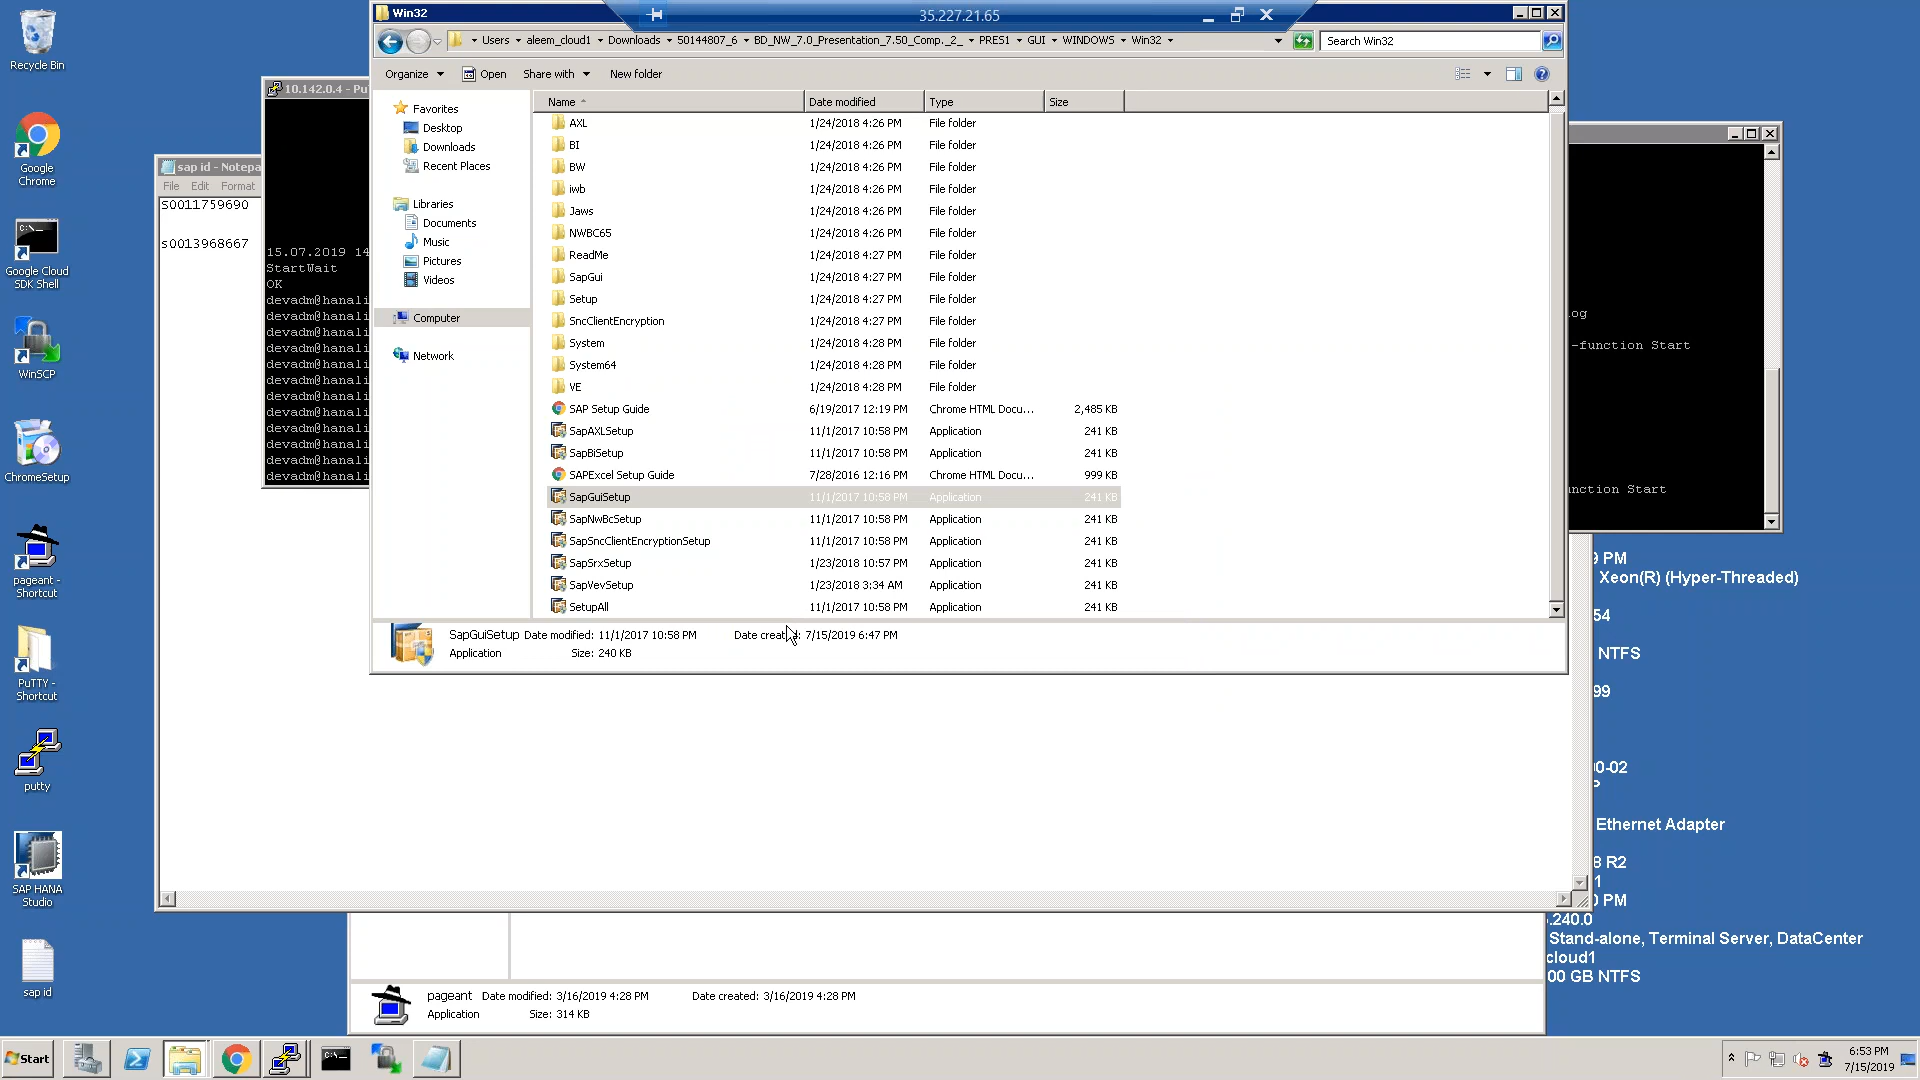 Win32
35.227.21.65
Users
aleem_cloud1
Downloads
50144807_6
BD_NW_7.0_Presentation_7.50_Comp._2_
PRES1
GUI
WINDOWS
Win32
Search Win32
Organize
Open
Share with
New folder
Name
Date modified
Type
Size
Favorites
Desktop
Downloads
Recent Places
Libraries
Documents
Music
Pictures
Videos
Computer
Network
AXL 1/24/2018 4:26 PM File folder
BI 1/24/2018 4:26 PM File folder
BW 1/24/2018 4:26 PM File folder
iwb 1/24/2018 4:26 PM File folder
Jaws 1/24/2018 4:26 PM File folder
NWBC65 1/24/2018 4:26 PM File folder
ReadMe 1/24/2018 4:27 PM File folder
SapGui 1/24/2018 4:27 PM File folder
Setup 1/24/2018 4:27 PM File folder
SncClientEncryption 1/24/2018 4:27 PM File folder
System 1/24/2018 4:28 PM File folder
System64 1/24/2018 4:28 PM File folder
VE 1/24/2018 4:28 PM File folder
SAP Setup Guide 6/19/2017 12:19 PM Chrome HTML Docu... 2,485 KB
SapAXLSetup 11/1/2017 10:58 PM Application 241 KB
SapBiSetup 11/1/2017 10:58 PM Application 241 KB
SAPExcel Setup Guide 7/28/2016 12:16 PM Chrome HTML Docu... 999 KB
SapGuiSetup 11/1/2017 10:58 PM Application 241 KB
SapNwBcSetup 11/1/2017 10:58 PM Application 241 KB
SapSncClientEncryptionSetup 11/1/2017 10:58 PM Application 241 KB
SapSrxSetup 1/23/2018 10:57 PM Application 241 KB
SapVevSetup 1/23/2018 3:34 AM Application 241 KB
SetupAll 11/1/2017 10:58 PM Application 241 KB
SapGuiSetup Date modified: 11/1/2017 10:58 PM Date created: 7/15/2019 6:47 PM
Application Size: 240 KB
Recycle Bin
Google
Chrome
Google Cloud
SDK Shell
WinSCP
ChromeSetup
pageant -
Shortcut
PuTTY -
Shortcut
putty
SAP HANA
Studio
sap id
sap id - Notepa
File Edit Format
S0011759690
s0013968667
10.142.0.4 - Pu
15.07.2019 14
StartWait
OK
devadm@hanali
devadm@hanali
devadm@hanali
devadm@hanali
devadm@hanali
devadm@hanali
devadm@hanali
devadm@hanali
devadm@hanali
devadm@hanali
devadm@hanali
devadm@hanali
og
-function Start
nction Start
9 PM
Xeon(R) (Hyper-Threaded)
54
NTFS
99
0-02
Ethernet Adapter
8 R2
1
0 PM
.240.0
Stand-alone, Terminal Server, DataCenter
cloud1
00 GB NTFS
pageant Date modified: 3/16/2019 4:28 PM Date created: 3/16/2019 4:28 PM
Application Size: 314 KB
Start
6:53 PM
7/15/2019